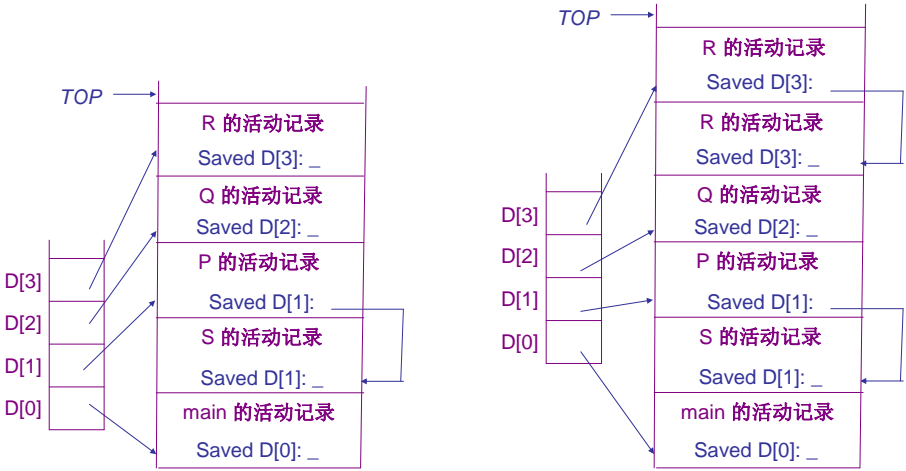 TOP
R 的活动记录
Saved D[3]: _
Q 的活动记录
Saved D[2]: _
P 的活动记录
Saved D[1]:
S 的活动记录
Saved D[1]: _
main 的活动记录
Saved D[0]: _
D[3]
D[2]
D[1]
D[0]
TOP
R 的活动记录
Saved D[3]:
R 的活动记录
Saved D[3]: _
Q 的活动记录
Saved D[2]: _
P 的活动记录
Saved D[1]:
S 的活动记录
Saved D[1]: _
main 的活动记录
Saved D[0]: _
D[3]
D[2]
D[1]
D[0]